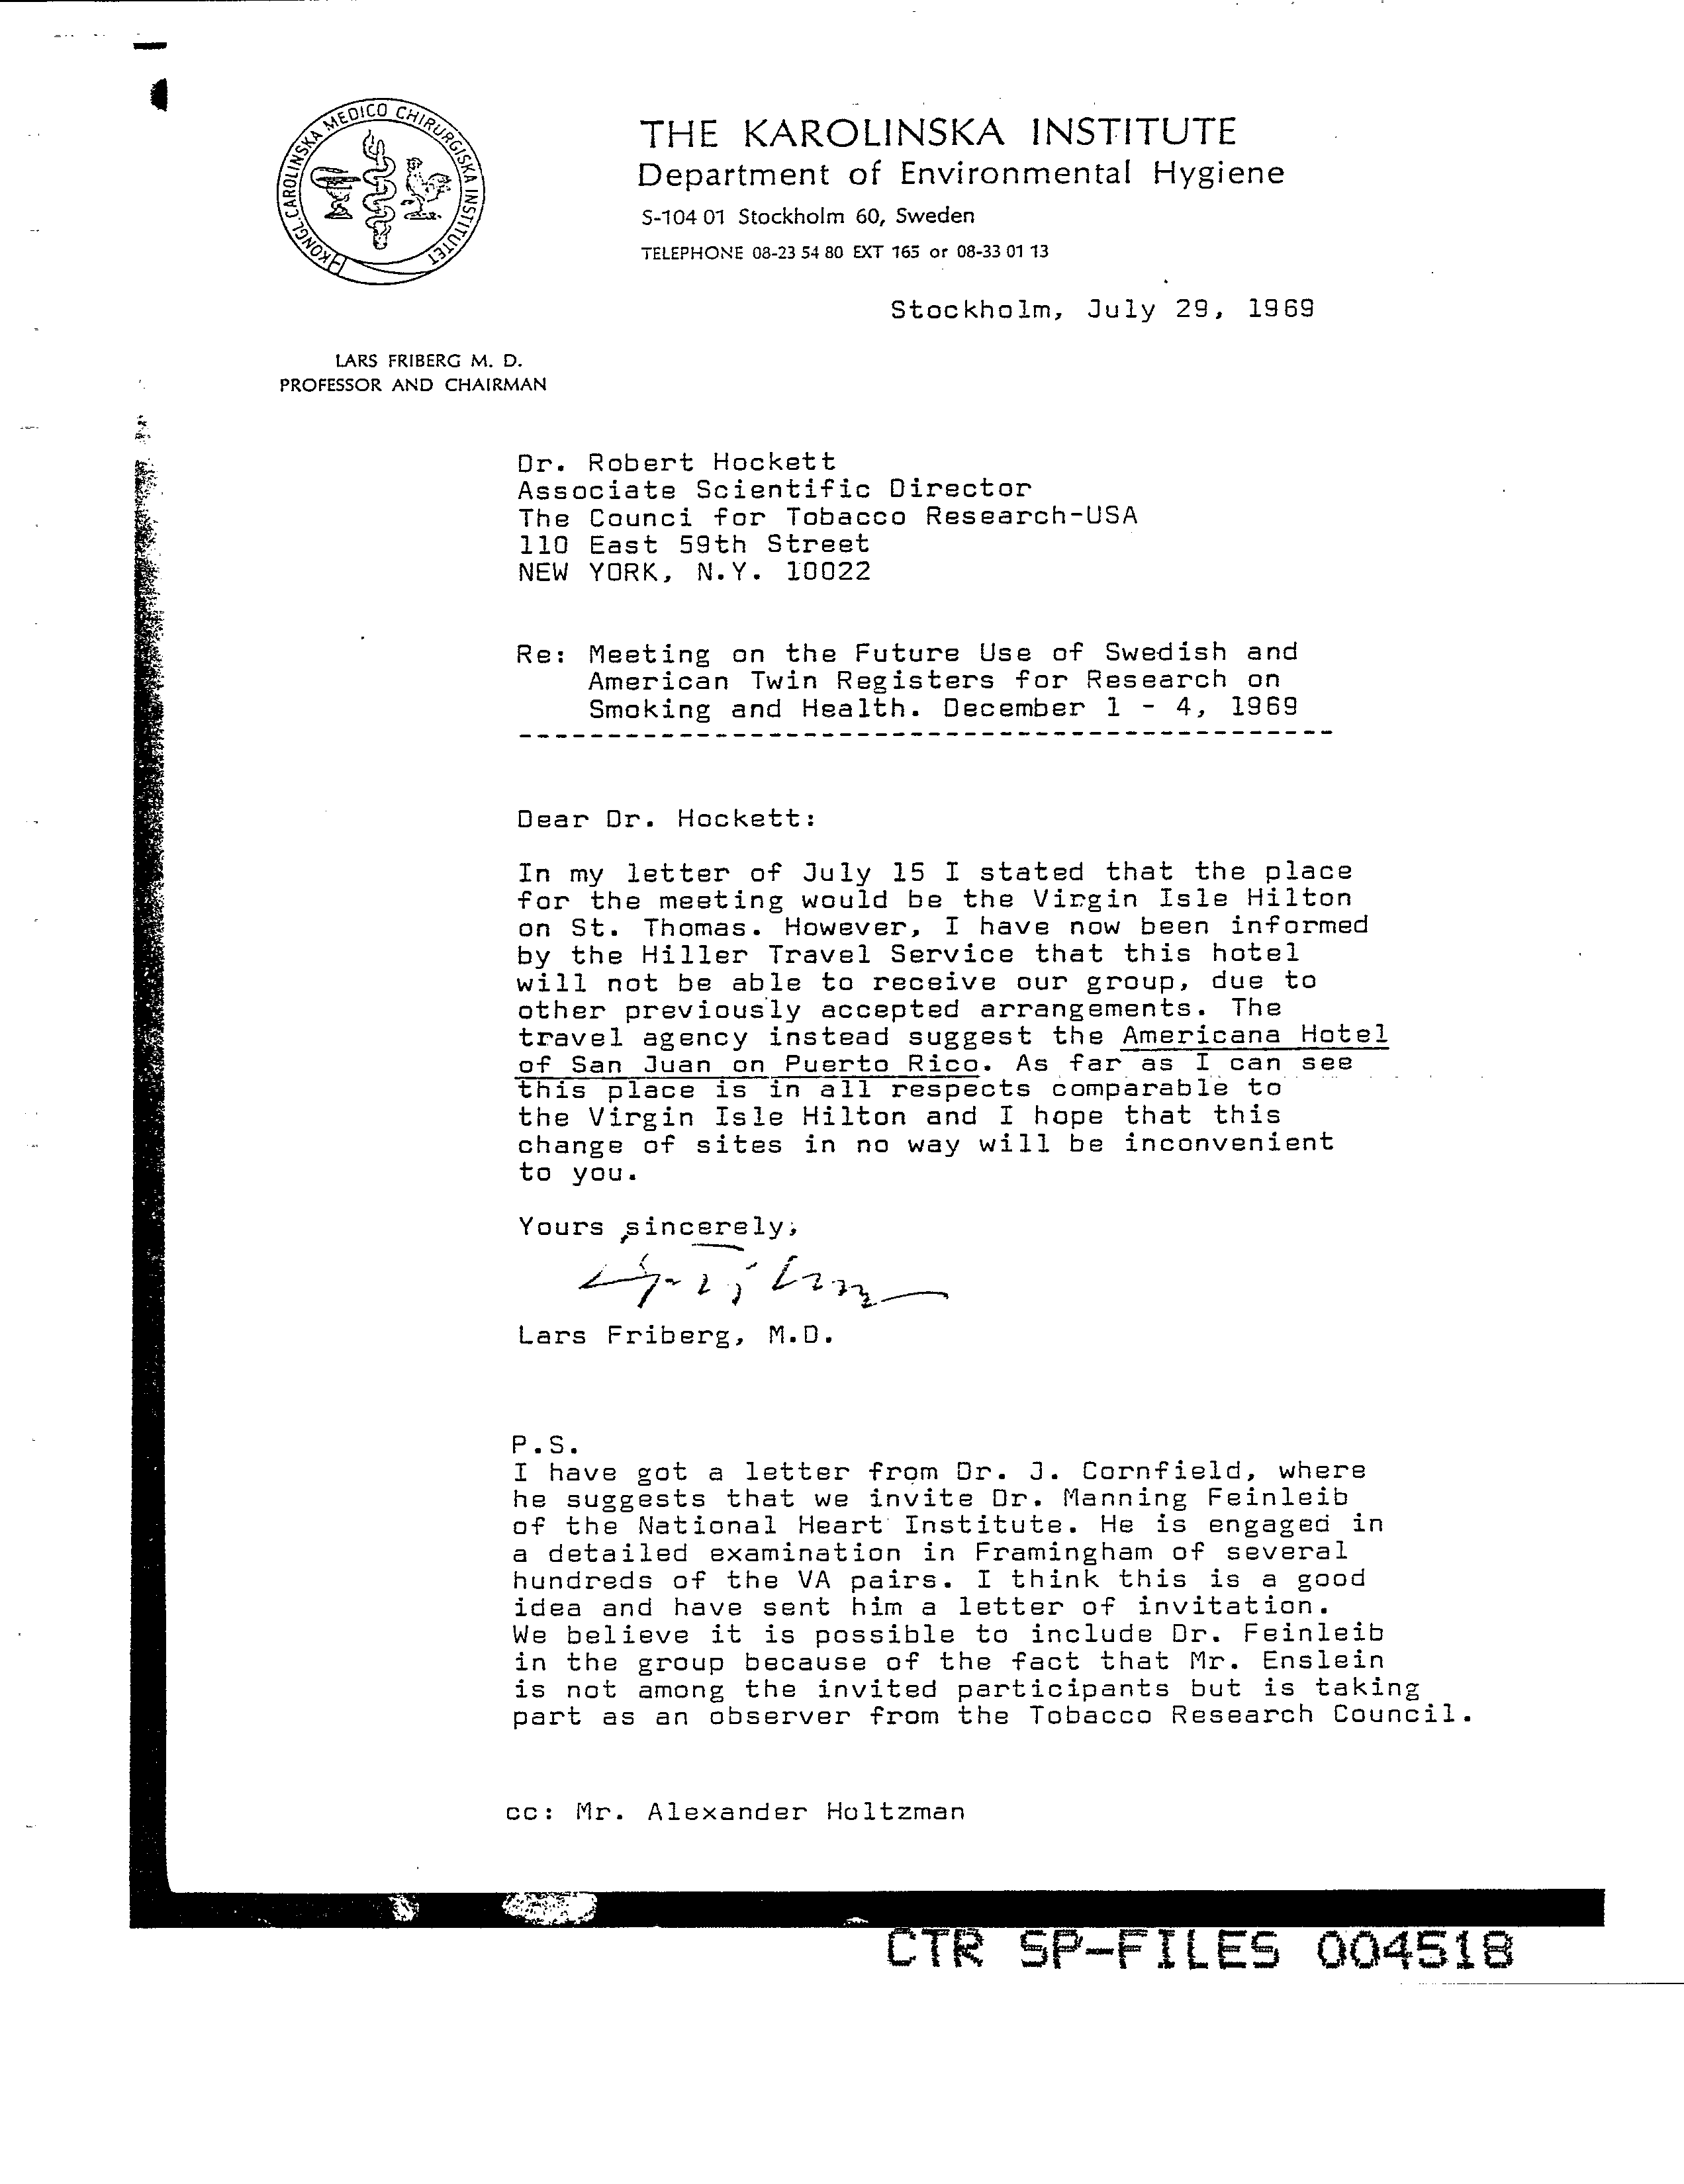 KONGL. CAROLINSKA MEDICO CHIRURGISKA INSTITUTET
THE KAROLINSKA INSTITUTE
Department of Environmental Hygiene
S-104 01 Stockholm 60, Sweden
TELEPHONE 08-23 54 80 EXT 165 or 08-33 01 13
Stockholm, July 29, 1969
LARS FRIBERG M. D.
PROFESSOR AND CHAIRMAN
Dr. Robert Hockett
Associate Scientific Director
The Counci for Tobacco Research-USA
110 East 59th Street
NEW YORK, N.Y. 10022
Re: Meeting on the Future Use of Swedish and
American Twin Registers for Research on
Smoking and Health. December 1 - 4, 1969
----------------------------------------------
Dear Dr. Hockett:
In my letter of July 15 I stated that the place
for the meeting would be the Virgin Isle Hilton
on St. Thomas. However, I have now been informed
by the Hiller Travel Service that this hotel
will not be able to receive our group, due to
other previously accepted arrangements. The
travel agency instead suggest the Americana Hotel
of San Juan on Puerto Rico. As far as I can see
this place is in all respects comparable to
the Virgin Isle Hilton and I hope that this
change of sites in no way will be inconvenient
to you.
Yours sincerely,
Lars Friberg, M.D.
P.S.
I have got a letter from Dr. J. Cornfield, where
he suggests that we invite Dr. Manning Feinleib
of the National Heart Institute. He is engaged in
a detailed examination in Framingham of several
hundreds of the VA pairs. I think this is a good
idea and have sent him a letter of invitation.
We believe it is possible to include Dr. Feinleib
in the group because of the fact that Mr. Enslein
is not among the invited participants but is taking
part as an observer from the Tobacco Research Council.
cc: Mr. Alexander Holtzman
CTR SP-FILES 004518